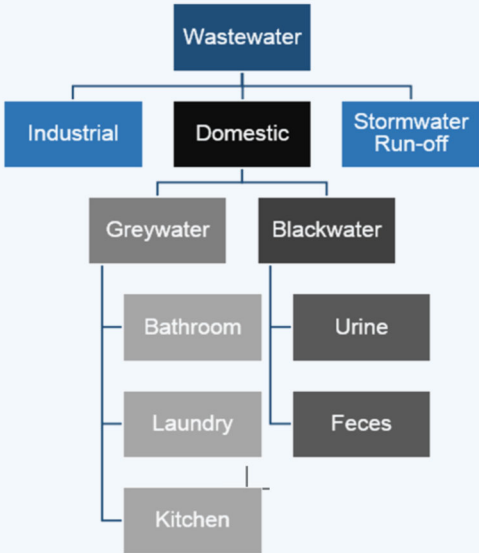 Wastewater
Industrial
Domestic
Stormwater
Run-off
Greywater
Blackwater
Bathroom
Urine
Laundry
Feces
Kitchen